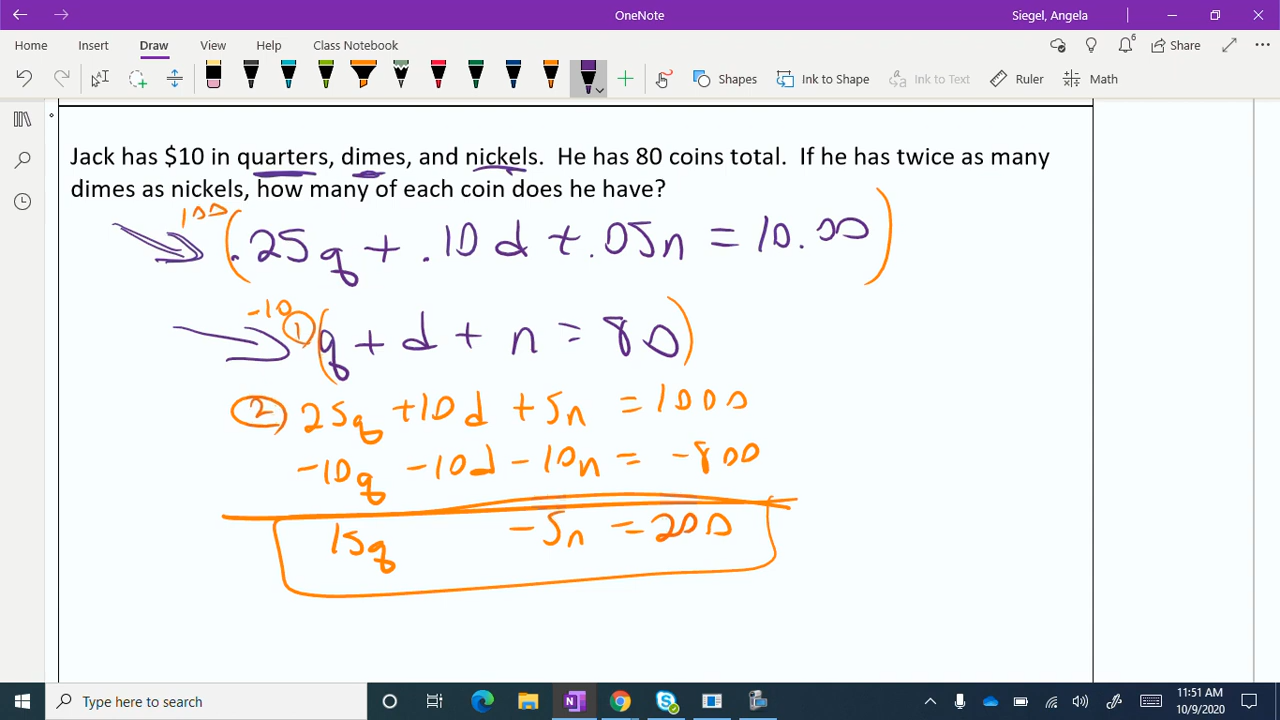 OneNote
Siegel, Angela
Home Insert Draw View Help Class Notebook
6
Share
Shapes Ink to Shape Ink to Text Ruler Math
Jack has $10 in quarters, dimes, and nickels. He has 80 coins total. If he has twice as many
dimes as nickels, how many of each coin does he have?
100 (.25q + .10d + .05n = 10.00)
-10 ① (q + d + n = 80)
② 25q + 10d + 5n = 1000
-10q - 10d - 10n = -800
15q - 5n = 200
Type here to search
11:51 AM
10/9/2020